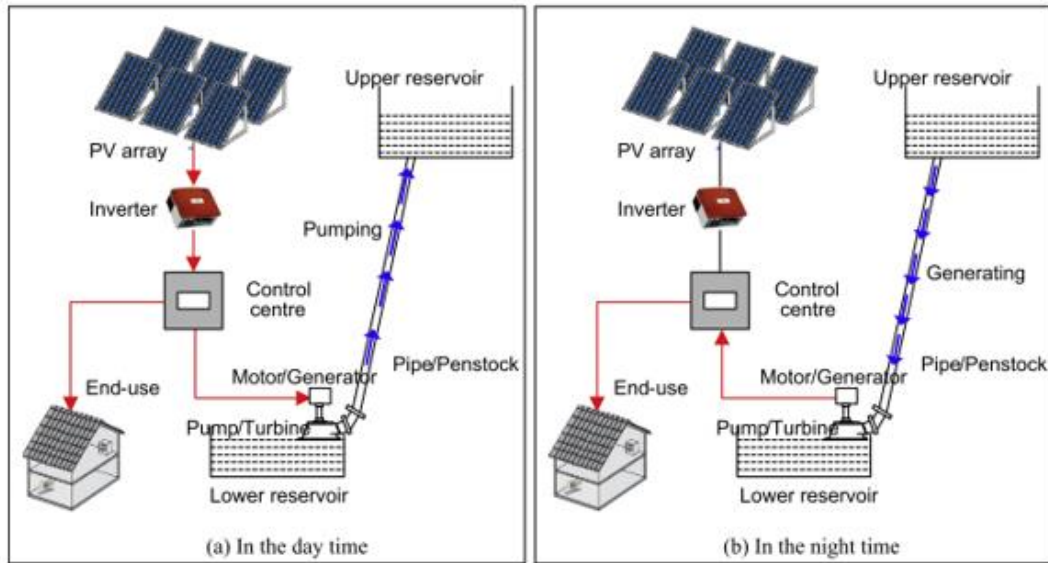 Upper reservoir
PV array
Inverter
Pumping
Control
centre
Pipe/Penstock
Motor/Generator
End-use
Pump/Turbine
Lower reservoir
(a) In the day time
Upper reservoir
PV array
Inverter
Generating
Control
centre
Pipe/Penstock
Motor/Generator
End-use
Pump/Turbine
Lower reservoir
(b) In the night time